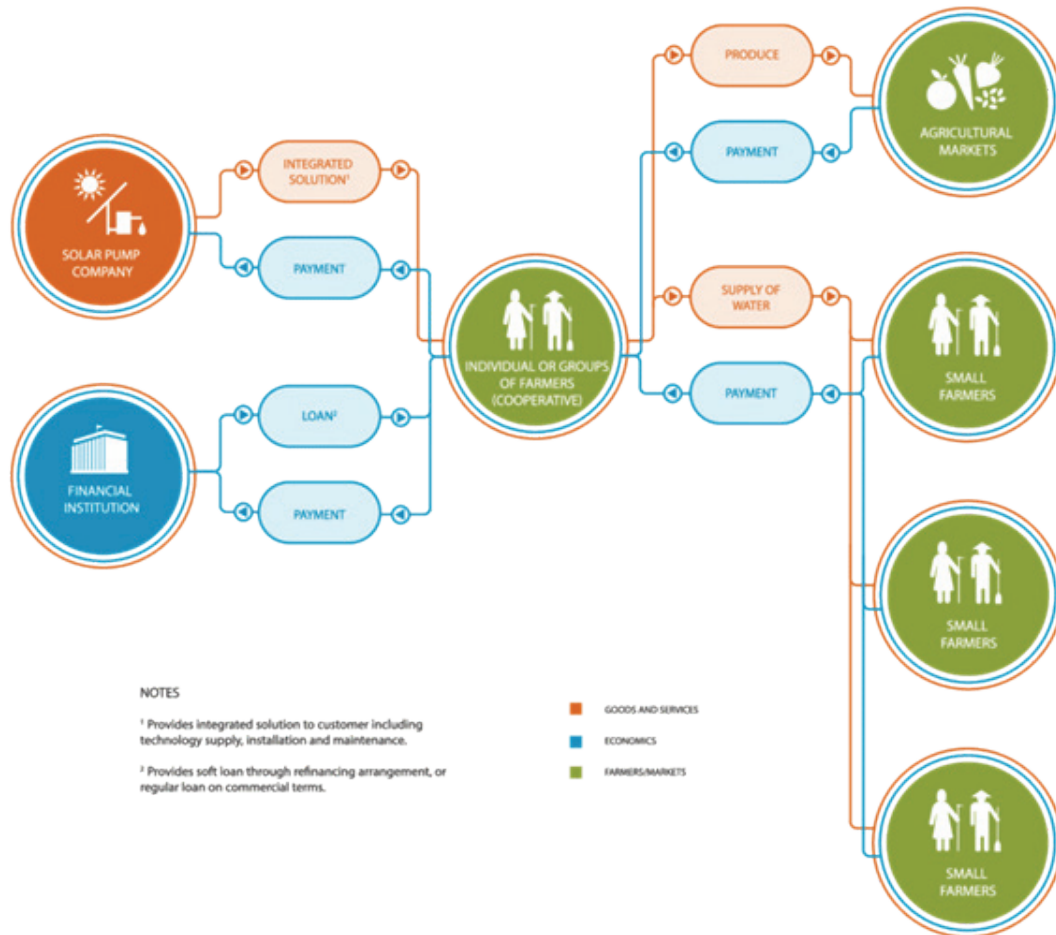 PRODUCE
AGRICULTURAL
MARKETS
PAYMENT
INTEGRATED
SOLUTION¹
SOLAR PUMP
COMPANY
PAYMENT
SUPPLY OF
WATER
INDIVIDUAL OR GROUPS
OF FARMERS
(COOPERATIVE)
SMALL
FARMERS
PAYMENT
LOAN²
FINANCIAL
INSTITUTION
PAYMENT
SMALL
FARMERS
NOTES
¹ Provides integrated solution to customer including
technology supply, installation and maintenance.
² Provides soft loan through refinancing arrangement, or
regular loan on commercial terms.
GOODS AND SERVICES
ECONOMICS
FARMERS/MARKETS
SMALL
FARMERS